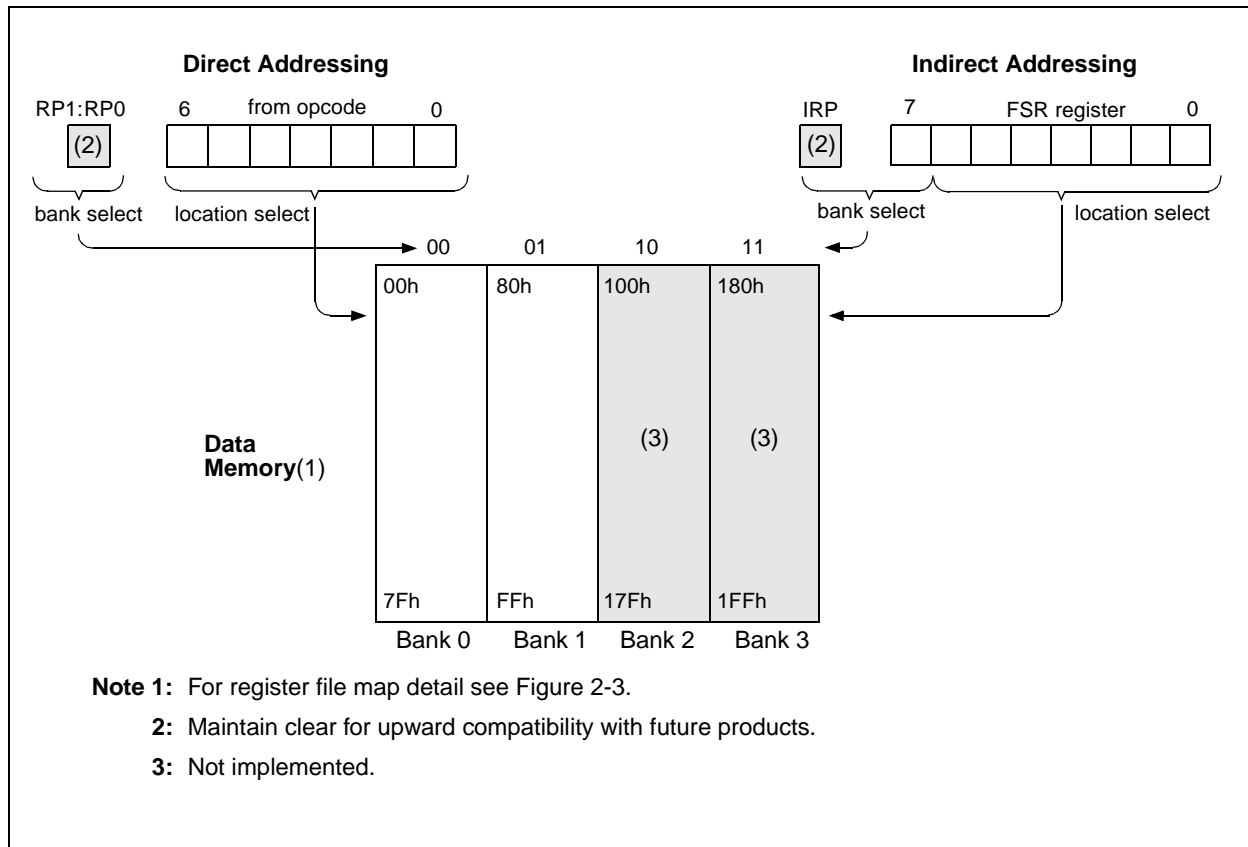 Direct Addressing
Indirect Addressing
RP1:RP0 6 from opcode 0
IRP 7 FSR register 0
(2)
(2)
bank select location select
bank select location select
00 01 10 11
00h 80h 100h 180h
(3) (3)
Data
Memory(1)
7Fh FFh 17Fh 1FFh
Bank 0 Bank 1 Bank 2 Bank 3
Note 1: For register file map detail see Figure 2-3.
2: Maintain clear for upward compatibility with future products.
3: Not implemented.